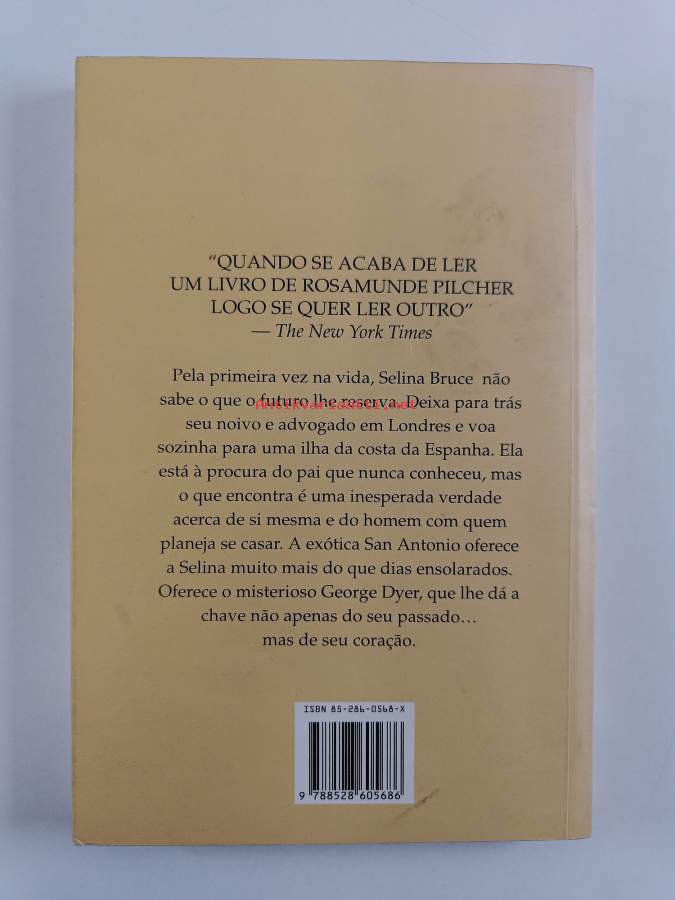 “QUANDO SE ACABA DE LER
UM LIVRO DE ROSAMUNDE PILCHER
LOGO SE QUER LER OUTRO”
— The New York Times
Pela primeira vez na vida, Selina Bruce não
sabe o que o futuro lhe reserva. Deixa para trás
Antikvariaatti.net
seu noivo e advogado em Londres e voa
sozinha para uma ilha da costa da Espanha. Ela
está à procura do pai que nunca conheceu, mas
o que encontra é uma inesperada verdade
acerca de si mesma e do homem com quem
planeja se casar. A exótica San Antonio oferece
a Selina muito mais do que dias ensolarados.
Oferece o misterioso George Dyer, que lhe dá a
chave não apenas do seu passado…
mas de seu coração.
ISBN 85-286-0568-X
9 788528 605686